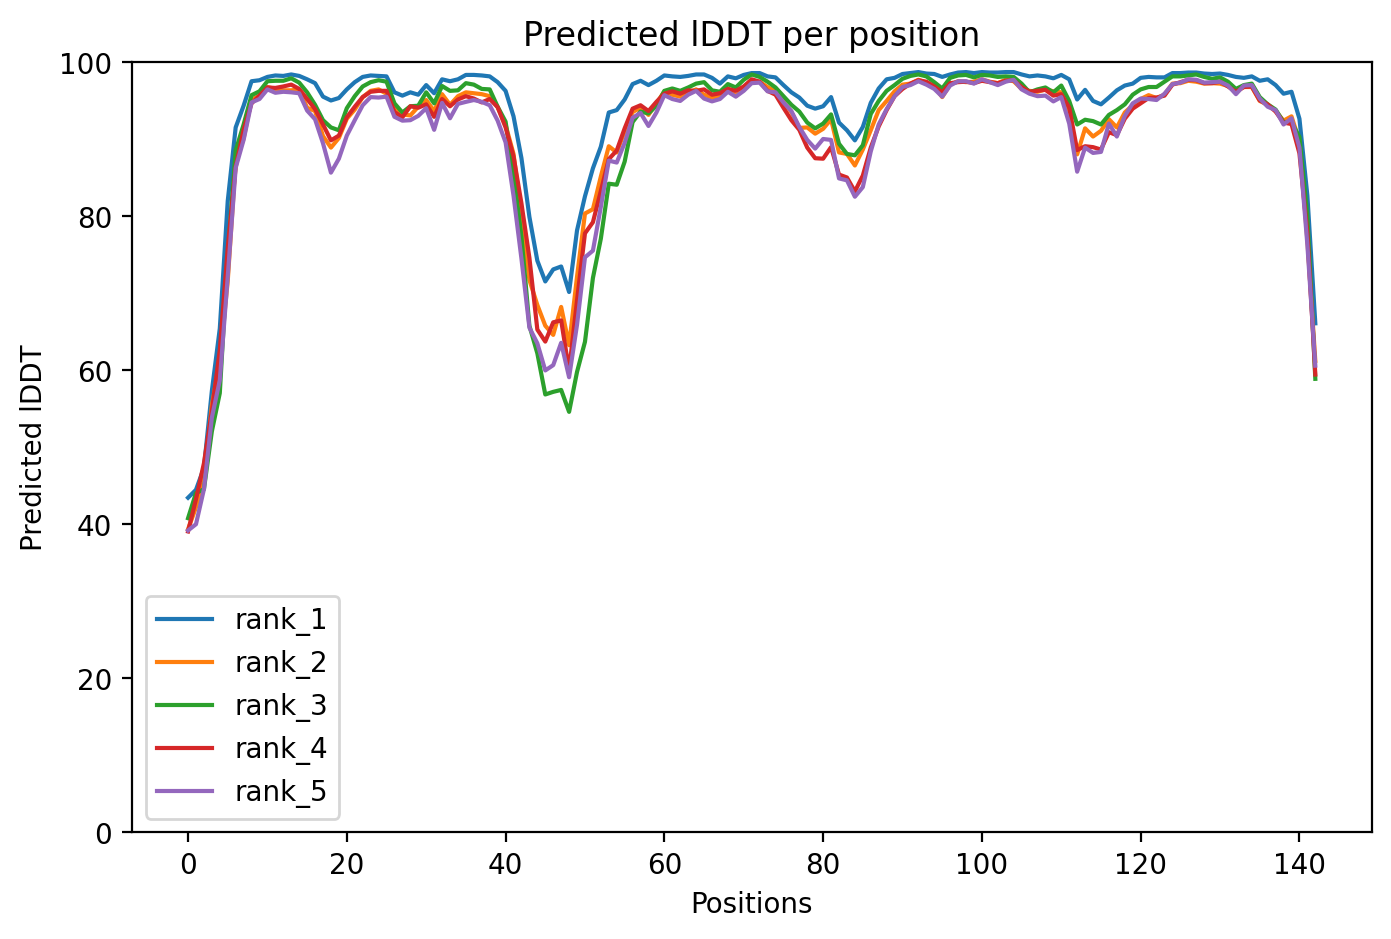 Predicted lDDT per position
100
80
60
40
20
0
Predicted lDDT
rank_1
rank_2
rank_3
rank_4
rank_5
0 20 40 60 80 100 120 140
Positions